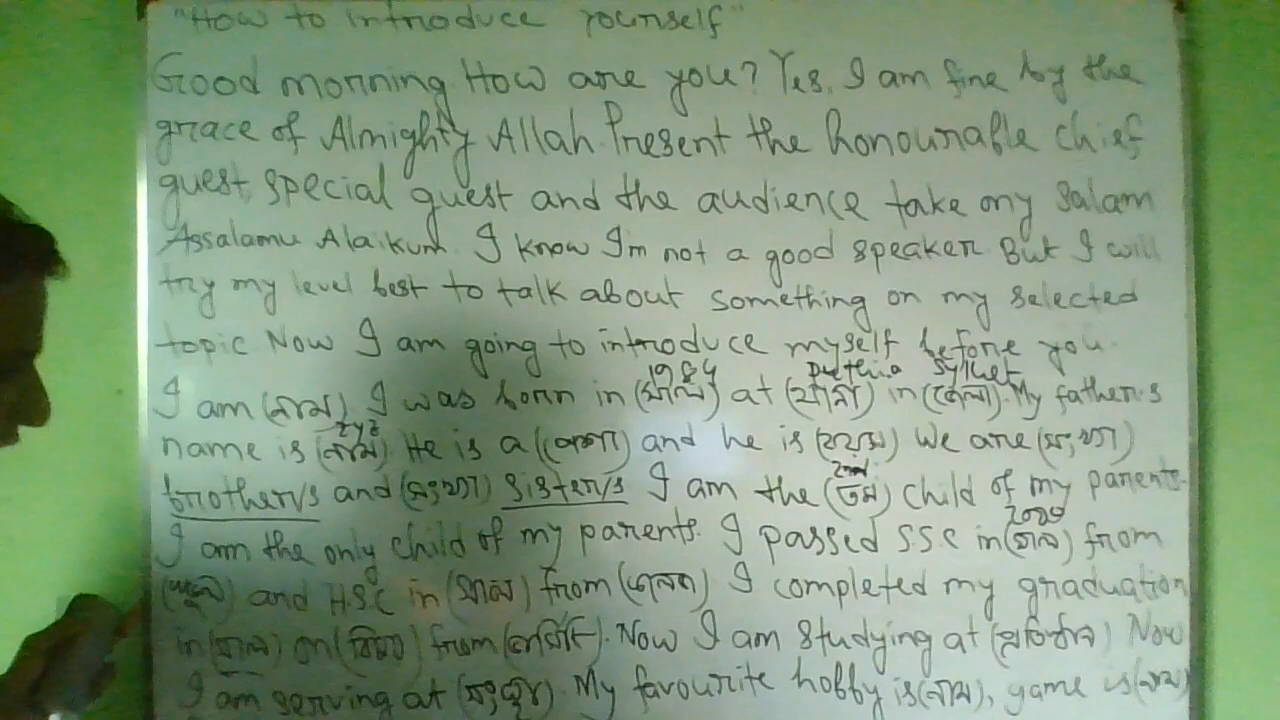 "How to introduce yourself"
Good morning. How are you? Yes, I am fine by the
grace of Almighty Allah. Present the honourable chief
guest, special guest and the audience take my salam
Assalamu Alaikum. I know I'm not a good speaker. But I will
try my level best to talk about something on my selected
topic Now I am going to introduce myself before you.
1984 Sylhet
I am (নাম). I was born in (সাল) at (গ্রাম) in (জেলা). My father's
xyz
name is (নাম). He is a (পেশা) and he is (বয়স) We are (সংখ্যা)
2nd
brother/s and (সংখ্যা) sister/s I am the (তম) child of my parents.
I am the only child of my parents. I passed S.S.C in (সাল) from
(স্কুল) and H.S.C in (সাল) from (কলেজ) I completed my graduation
in (সাল) on (বিষয়) from Now I am studying at (প্রতিষ্ঠান) Now
I am serving at My favourite hobby is (নাম), game is (নাম)